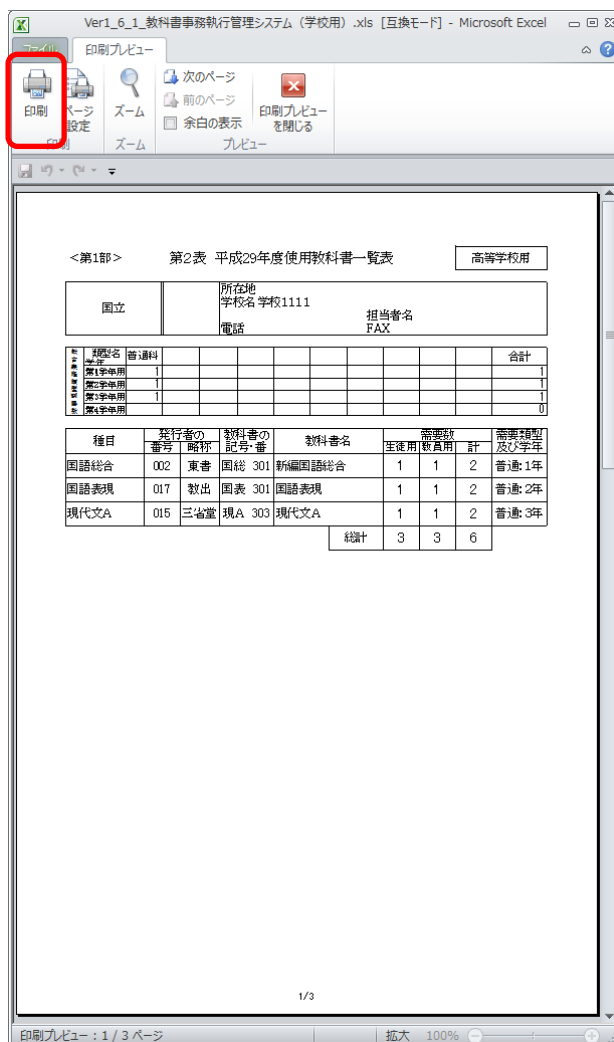 Ver1_6_1_教科書事務執行管理システム（学校用）.xls [互換モード] - Microsoft Excel
ファイル 印刷プレビュー
印刷 ページ設定 ズーム 次のページ 前のページ 余白の表示 印刷プレビューを閉じる
印刷 ズーム プレビュー
<第1部> 第2表 平成29年度使用教科書一覧表 高等学校用
国立 所在地
学校名 学校1111
担当者名
電話 FAX
類型名 普通科 合計
学年
第1学年用 1 1
第2学年用 1 1
第3学年用 1 1
第4学年用 0
種目 発行者の 教科書の 教科書名 需要数 需要類型
番号 略称 記号・番 生徒用 教員用 計 及び学年
国語総合 002 東書 国総 301 新編国語総合 1 1 2 普通:1年
国語表現 017 教出 国表 301 国語表現 1 1 2 普通:2年
現代文A 015 三省堂 現A 303 現代文A 1 1 2 普通:3年
総計 3 3 6
1/3
印刷プレビュー：1 / 3 ページ 拡大 100%